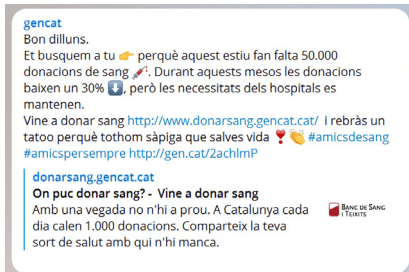 gencat
Bon dilluns.
Et busquem a tu 👉 perquè aquest estiu fan falta 50.000
donacions de sang 💉. Durant aquests mesos les donacions
baixen un 30% ⬇️, però les necessitats dels hospitals es
mantenen.
Vine a donar sang http://www.donarsang.gencat.cat/ i rebràs un
tatoo perquè tothom sàpiga que salves vida ❣️👏 #amicsdesang
#amicspersempre http://gen.cat/2achlmP
donarsang.gencat.cat
On puc donar sang? - Vine a donar sang
Amb una vegada no n'hi a prou. A Catalunya cada
dia calen 1.000 donacions. Comparteix la teva
sort de salut amb qui n'hi manca.
BANC DE SANG
I TEIXITS